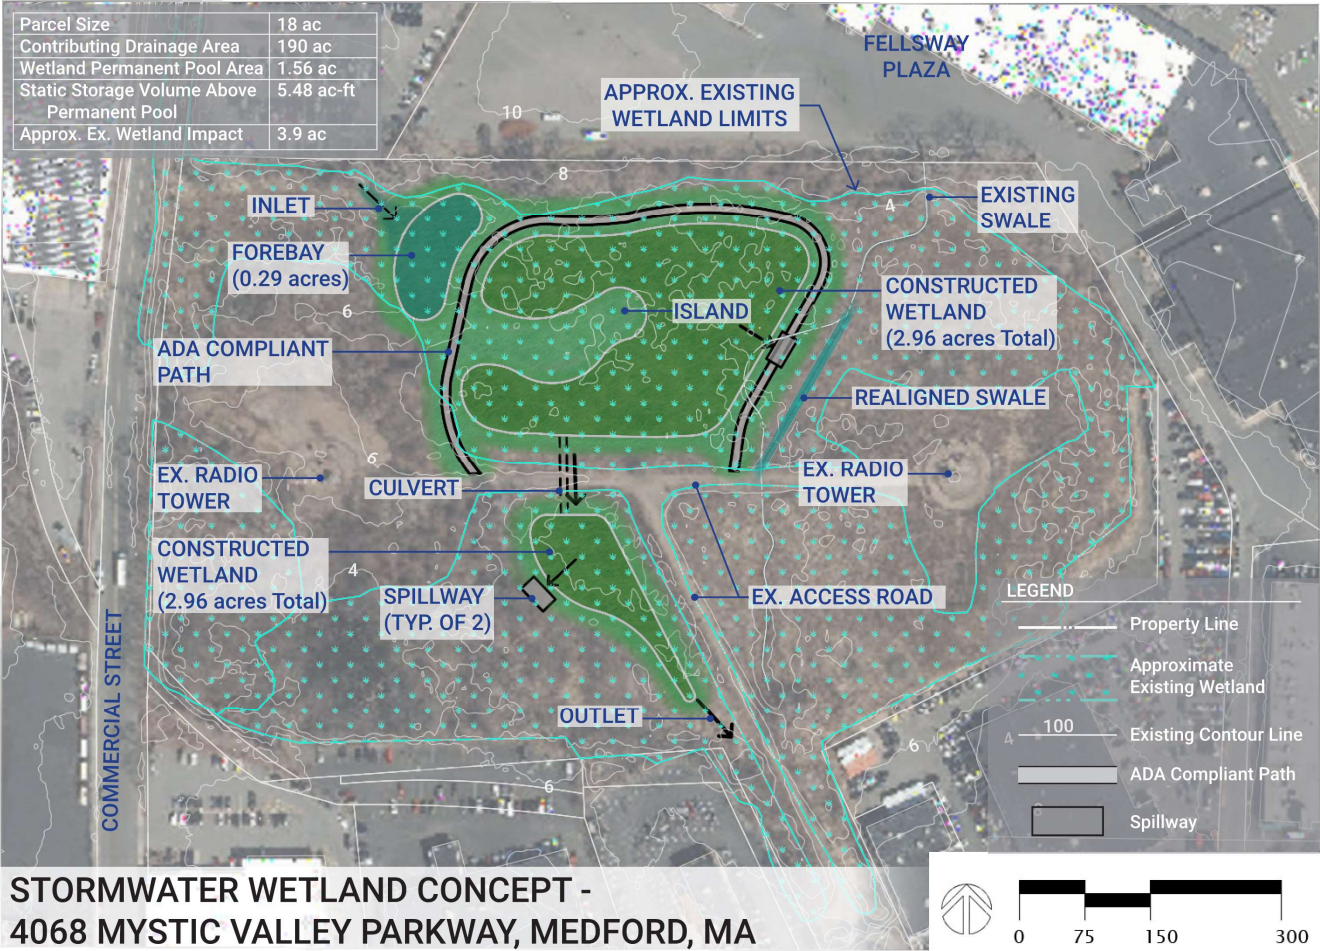 Parcel Size 18 ac
Contributing Drainage Area 190 ac
Wetland Permanent Pool Area 1.56 ac
Static Storage Volume Above 5.48 ac-ft
Permanent Pool
Approx. Ex. Wetland Impact 3.9 ac
FELLSWAY
PLAZA
APPROX. EXISTING
WETLAND LIMITS
10
8
INLET
EXISTING
SWALE
4
FOREBAY
(0.29 acres)
6
ISLAND
CONSTRUCTED
WETLAND
(2.96 acres Total)
ADA COMPLIANT
PATH
REALIGNED SWALE
6
EX. RADIO
TOWER
CULVERT
EX. RADIO
TOWER
CONSTRUCTED
WETLAND
(2.96 acres Total)
4
SPILLWAY
(TYP. OF 2)
EX. ACCESS ROAD
OUTLET
COMMERCIAL STREET
6
6
4
6
LEGEND
Property Line
Approximate
Existing Wetland
100
Existing Contour Line
ADA Compliant Path
Spillway
STORMWATER WETLAND CONCEPT -
4068 MYSTIC VALLEY PARKWAY, MEDFORD, MA
0 75 150 300